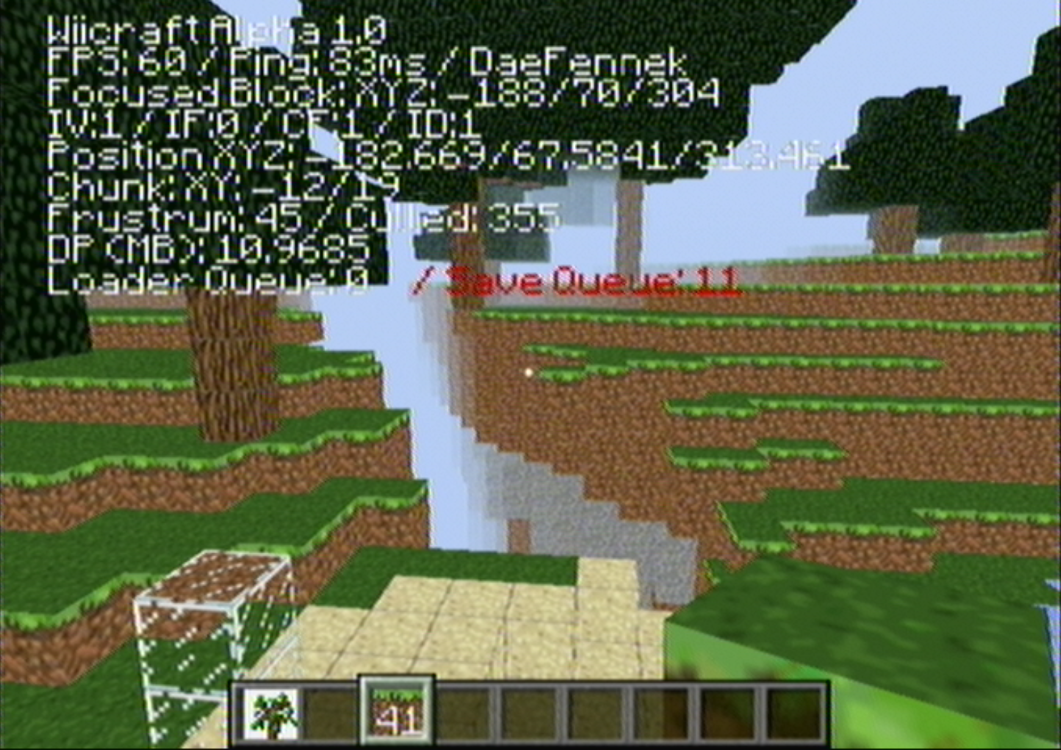 Wiicraft Alpha 1.0
FPS: 60 / Ping: 83ms / DaeFennek
Focused Block: XYZ: -188/70/304
IV:1 / IF:0 / CF:1 / ID:1
Position XYZ: -182.669/67.5841/313.461
Chunk: XY: -12/19
Frustrum: 45 / Culled: 355
DP (MB): 10.9685
Loader Queue: 0 / Save Queue: 11
41